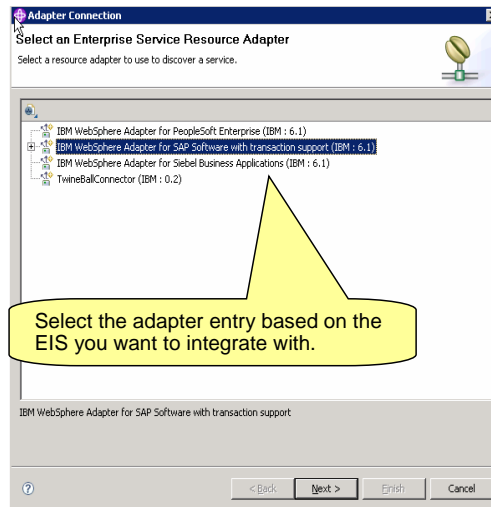 Adapter Connection
Select an Enterprise Service Resource Adapter
Select a resource adapter to use to discover a service.
IBM WebSphere Adapter for PeopleSoft Enterprise (IBM : 6.1)
IBM WebSphere Adapter for SAP Software with transaction support (IBM : 6.1)
IBM WebSphere Adapter for Siebel Business Applications (IBM : 6.1)
TwineBallConnector (IBM : 0.2)
Select the adapter entry based on the
EIS you want to integrate with.
IBM WebSphere Adapter for SAP Software with transaction support
? < Back Next > Finish Cancel